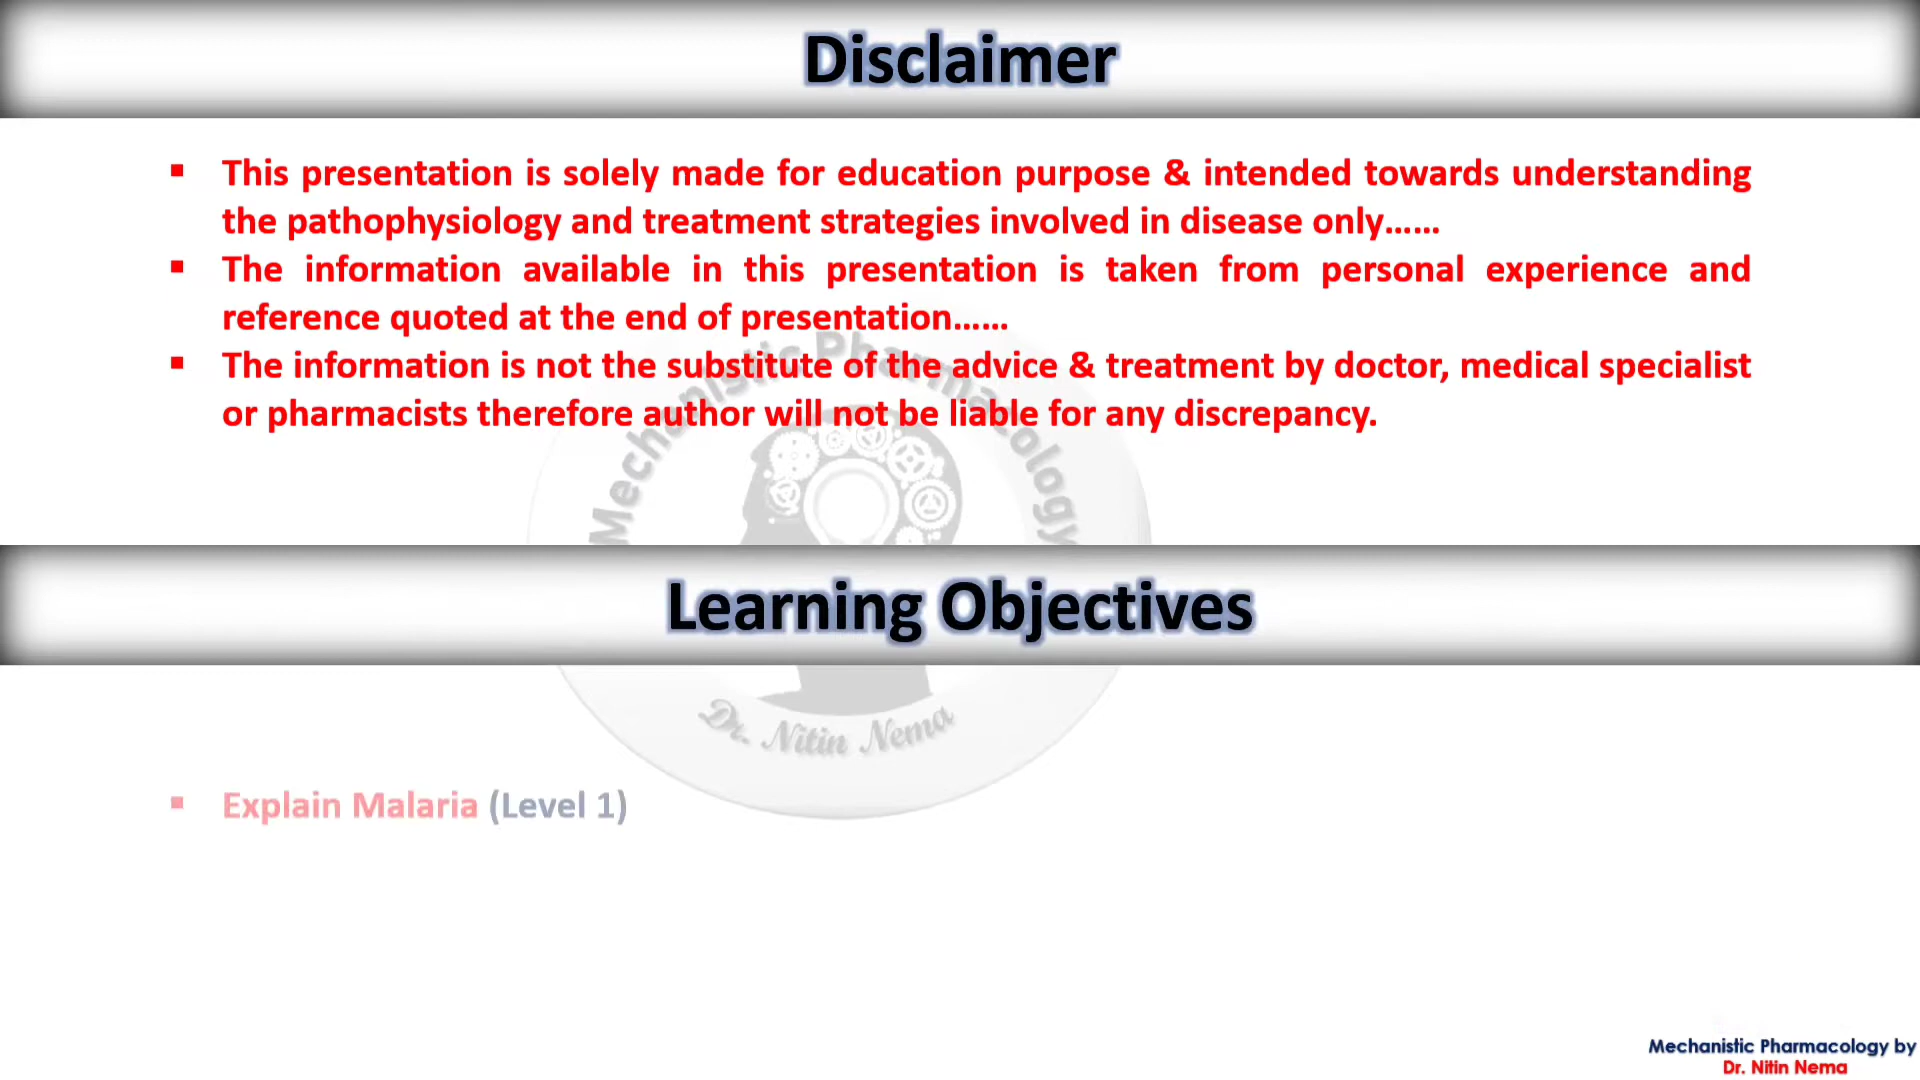 Disclaimer
▪ This presentation is solely made for education purpose & intended towards understanding
the pathophysiology and treatment strategies involved in disease only……
▪ The information available in this presentation is taken from personal experience and
reference quoted at the end of presentation……
▪ The information is not the substitute of the advice & treatment by doctor, medical specialist
or pharmacists therefore author will not be liable for any discrepancy.
Mechanistic Pharmacology
Learning Objectives
Dr. Nitin Nema
▪ Explain Malaria (Level 1)
Mechanistic Pharmacology by
Dr. Nitin Nema